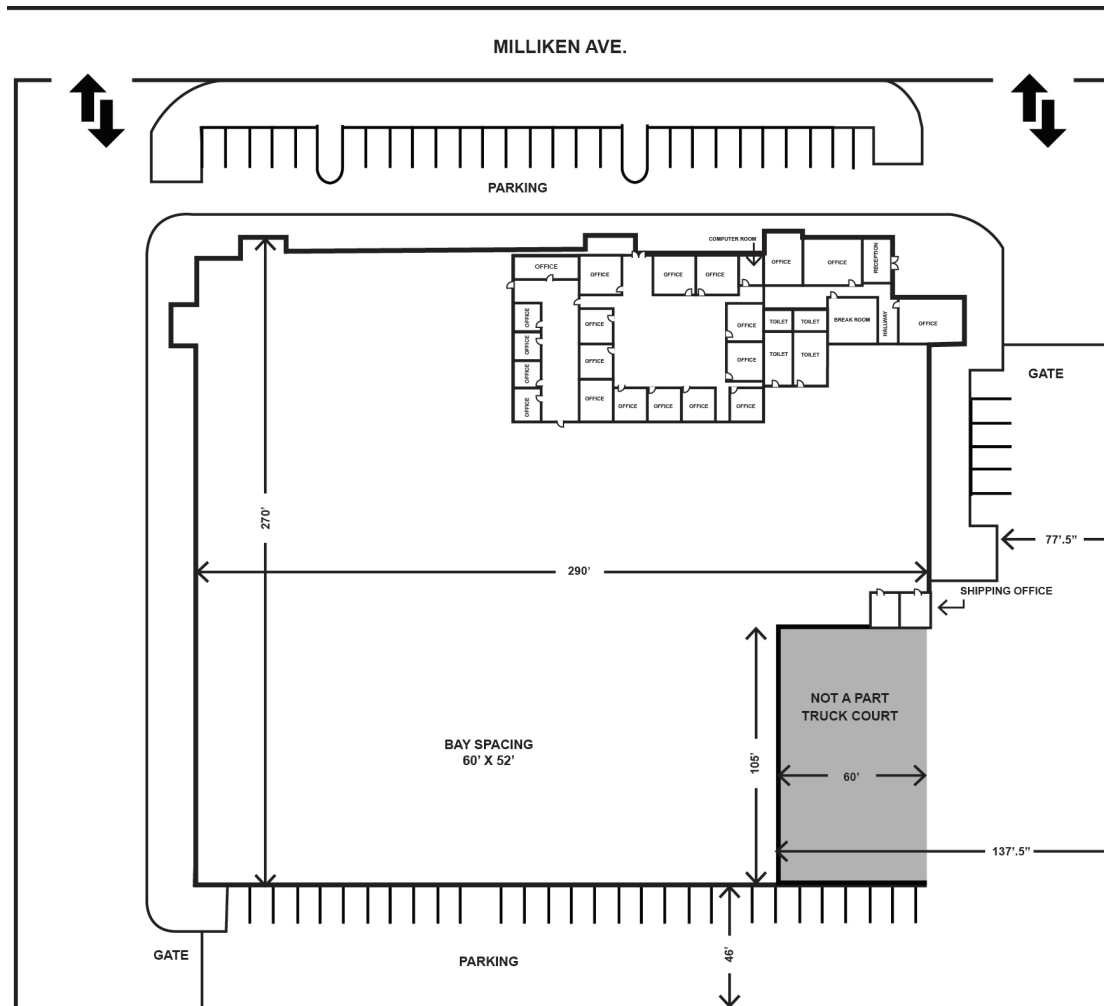 MILLIKEN AVE.
PARKING
COMPUTER ROOM
OFFICE
OFFICE
RECEPTION
OFFICE
OFFICE
OFFICE
OFFICE
OFFICE
OFFICE
OFFICE
OFFICE
TOILET
TOILET
BREAK ROOM
HALLWAY
OFFICE
OFFICE
OFFICE
OFFICE
TOILET
TOILET
GATE
OFFICE
OFFICE
OFFICE
OFFICE
OFFICE
OFFICE
OFFICE
270’
77’.5”
290’
SHIPPING OFFICE
NOT A PART
TRUCK COURT
BAY SPACING
60’ X 52’
105’
60’
137’.5”
GATE
PARKING
46’